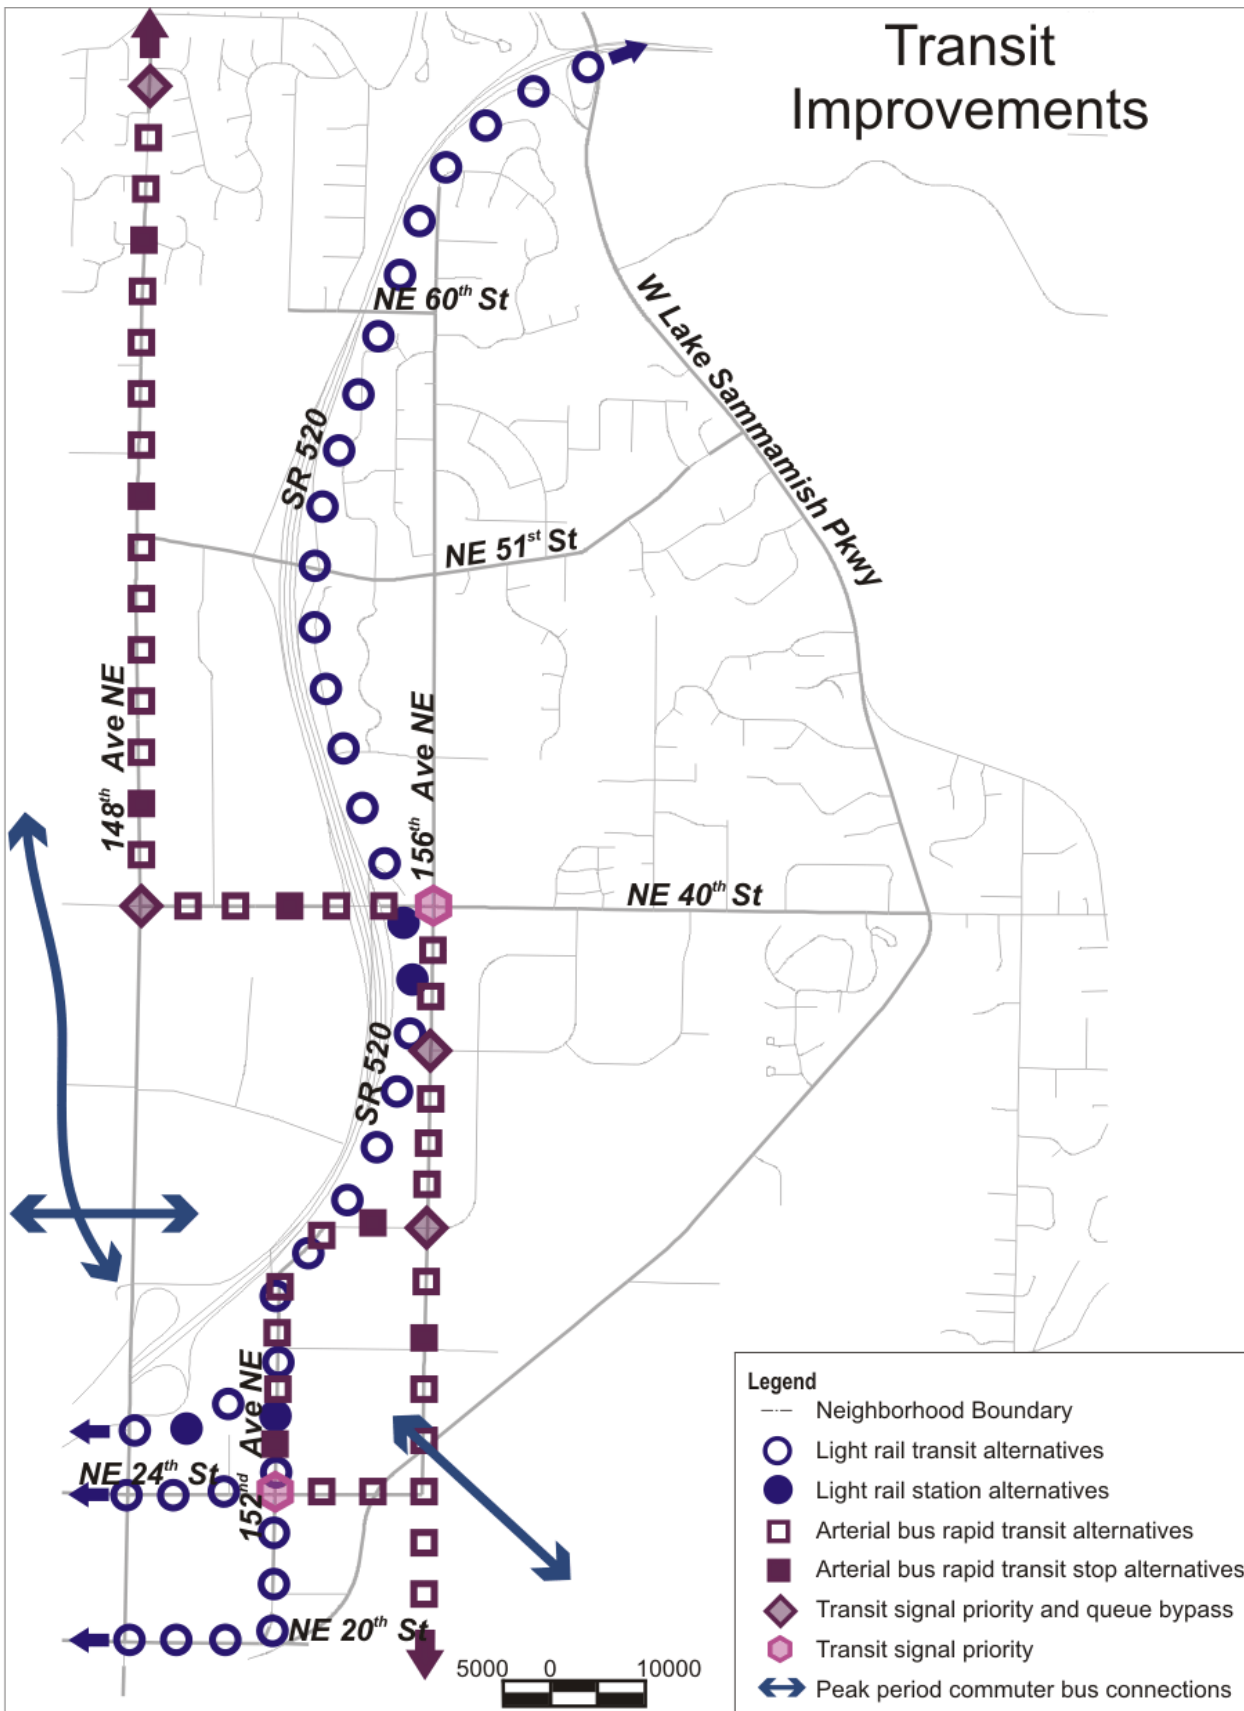 Transit
Improvements
NE 60th St
W Lake Sammamish Pkwy
SR 520
NE 51st St
148th Ave NE
156th Ave NE
NE 40th St
SR 520
152nd Ave NE
NE 24th St
NE 20th St
5000 0 10000
Legend
Neighborhood Boundary
Light rail transit alternatives
Light rail station alternatives
Arterial bus rapid transit alternatives
Arterial bus rapid transit stop alternatives
Transit signal priority and queue bypass
Transit signal priority
Peak period commuter bus connections